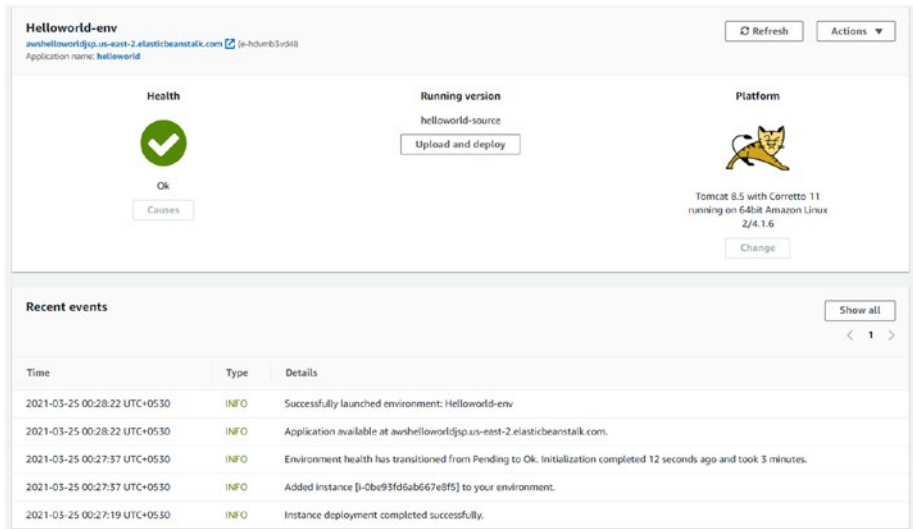 Helloworld-env
Refresh
Actions
awshelloworldjsp.us-east-2.elasticbeanstalk.com
Application name: helloworld
Health
Running version
Platform
helloworld-source
Upload and deploy
Ok
Causes
Tomcat 8.5 with Corretto 11
running on 64bit Amazon Linux
2/4.1.6
Change
Recent events
Show all
1
Time Type Details
2021-03-25 00:28:22 UTC+0530 INFO Successfully launched environment: Helloworld-env
2021-03-25 00:28:22 UTC+0530 INFO Application available at awshelloworldjsp.us-east-2.elasticbeanstalk.com.
2021-03-25 00:27:37 UTC+0530 INFO Environment health has transitioned from Pending to Ok. Initialization completed 12 seconds ago and took 3 minutes.
2021-03-25 00:27:37 UTC+0530 INFO Added instance [i-0be93fd6ab667e8f5] to your environment.
2021-03-25 00:27:19 UTC+0530 INFO Instance deployment completed successfully.